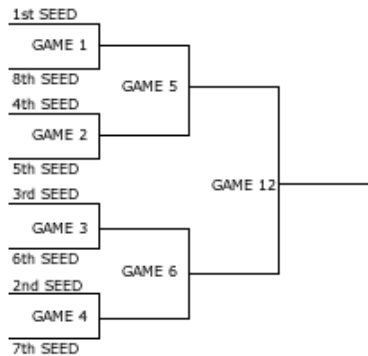 1st SEED
GAME 1
8th SEED
GAME 5
4th SEED
GAME 2
5th SEED
GAME 12
3rd SEED
GAME 3
6th SEED
GAME 6
2nd SEED
GAME 4
7th SEED